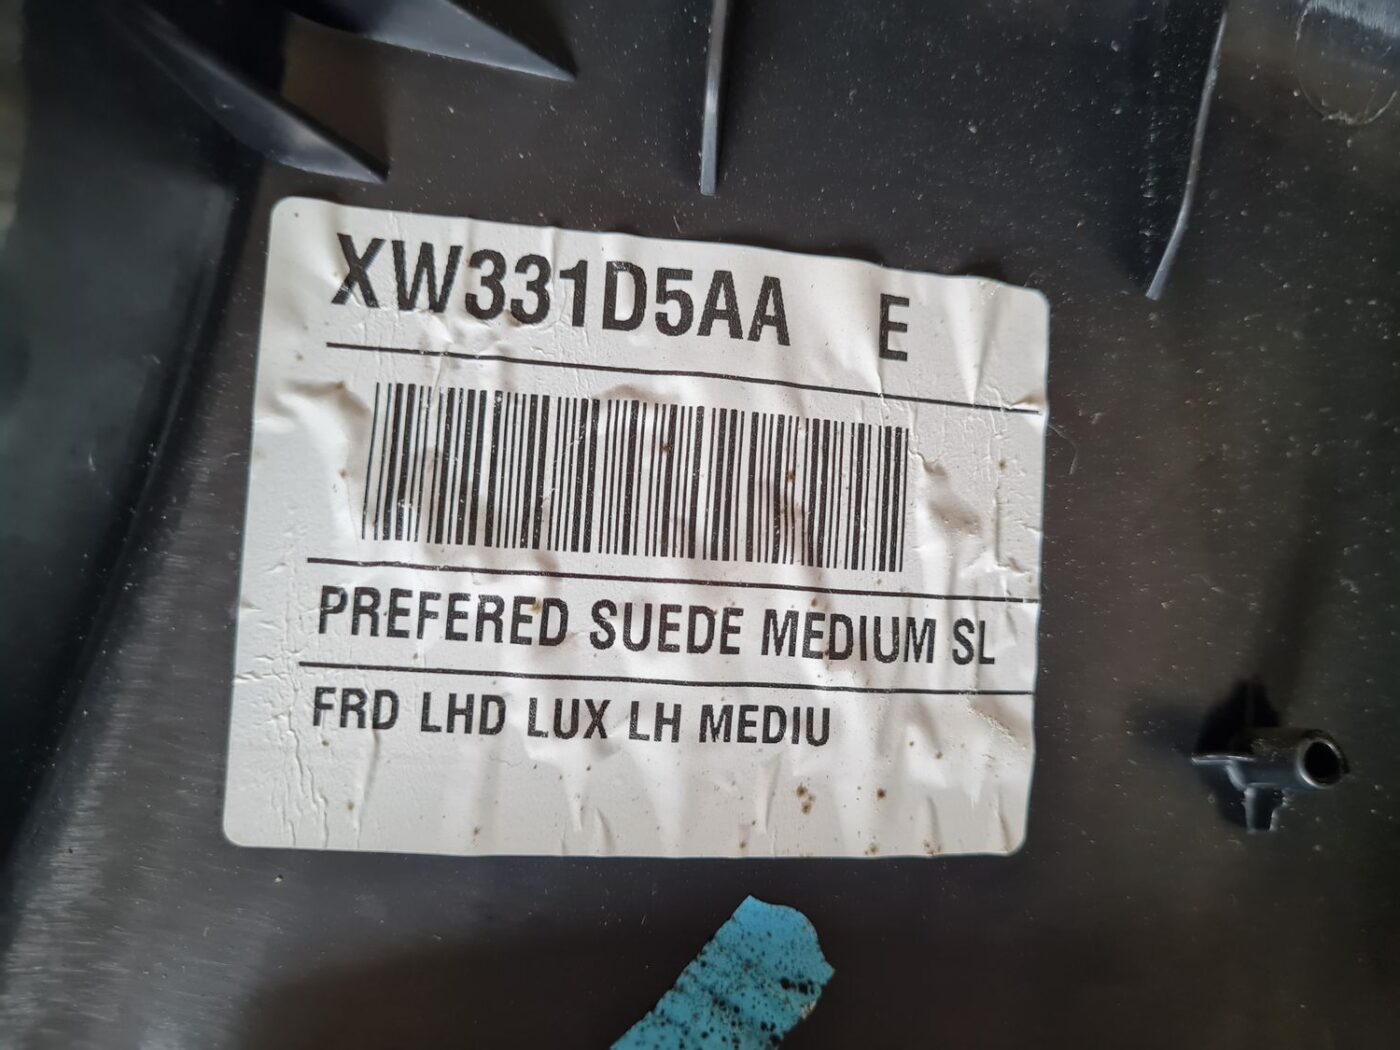 XW331D5AA E
PREFERED SUEDE MEDIUM SL
FRD LHD LUX LH MEDIU